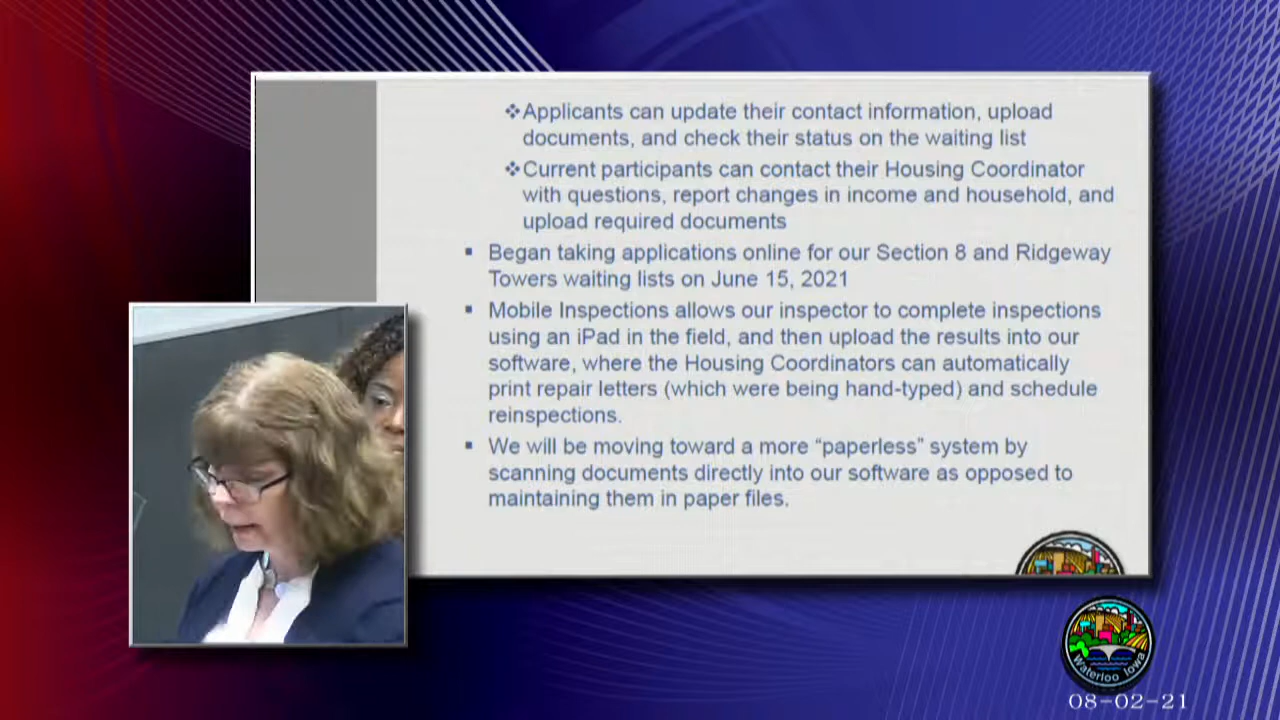 ❖Applicants can update their contact information, upload
documents, and check their status on the waiting list
❖Current participants can contact their Housing Coordinator
with questions, report changes in income and household, and
upload required documents
▪ Began taking applications online for our Section 8 and Ridgeway
Towers waiting lists on June 15, 2021
▪ Mobile Inspections allows our inspector to complete inspections
using an iPad in the field, and then upload the results into our
software, where the Housing Coordinators can automatically
print repair letters (which were being hand-typed) and schedule
reinspections.
▪ We will be moving toward a more “paperless” system by
scanning documents directly into our software as opposed to
maintaining them in paper files.
Waterloo Iowa
08-02-21